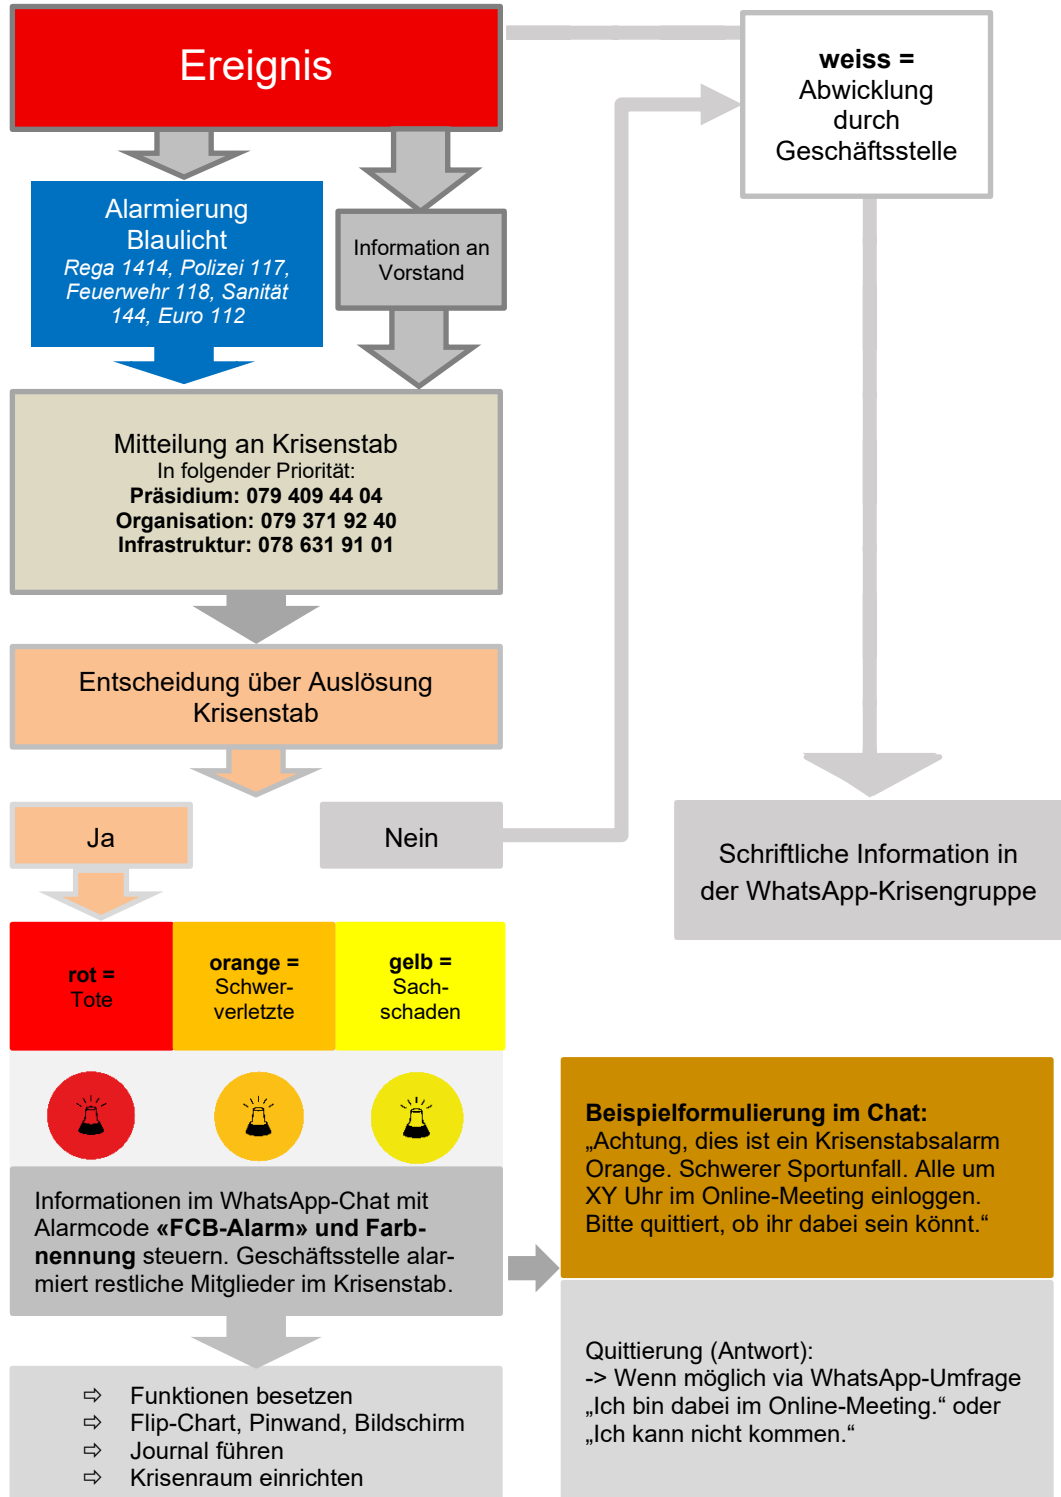 Ereignis
weiss =
Abwicklung
durch
Geschäftsstelle
Alarmierung
Blaulicht
Rega 1414, Polizei 117,
Feuerwehr 118, Sanität
144, Euro 112
Information an
Vorstand
Mitteilung an Krisenstab
In folgender Priorität:
Präsidium: 079 409 44 04
Organisation: 079 371 92 40
Infrastruktur: 078 631 91 01
Entscheidung über Auslösung
Krisenstab
Ja
Nein
Schriftliche Information in
der WhatsApp-Krisengruppe
rot =
Tote
orange =
Schwer-
verletzte
gelb =
Sach-
schaden
Informationen im WhatsApp-Chat mit
Alarmcode «FCB-Alarm» und Farb-
nennung steuern. Geschäftsstelle alar-
miert restliche Mitglieder im Krisenstab.
Beispielformulierung im Chat:
„Achtung, dies ist ein Krisenstabsalarm
Orange. Schwerer Sportunfall. Alle um
XY Uhr im Online-Meeting einloggen.
Bitte quittiert, ob ihr dabei sein könnt.“
Quittierung (Antwort):
-> Wenn möglich via WhatsApp-Umfrage
„Ich bin dabei im Online-Meeting.“ oder
„Ich kann nicht kommen.“
⇨ Funktionen besetzen
⇨ Flip-Chart, Pinwand, Bildschirm
⇨ Journal führen
⇨ Krisenraum einrichten